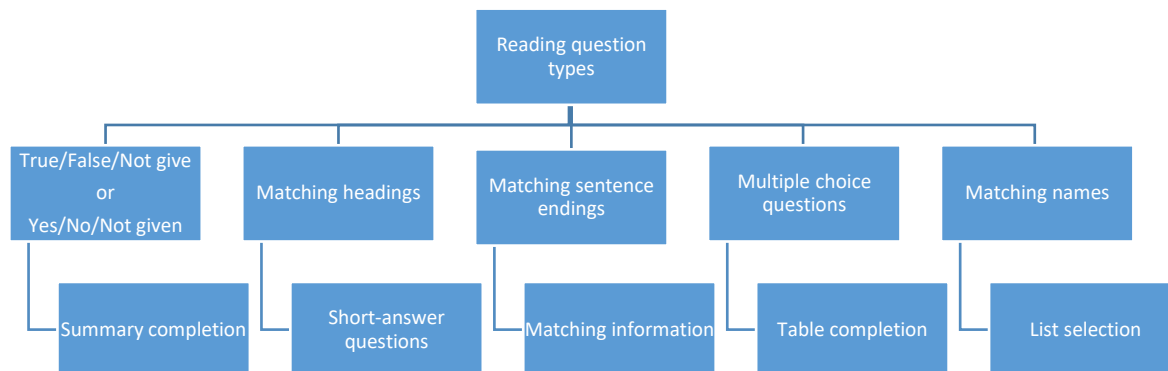 Reading question
types
True/False/Not give
or
Yes/No/Not given
Matching headings
Matching sentence
endings
Multiple choice
questions
Matching names
Summary completion
Short-answer
questions
Matching information
Table completion
List selection